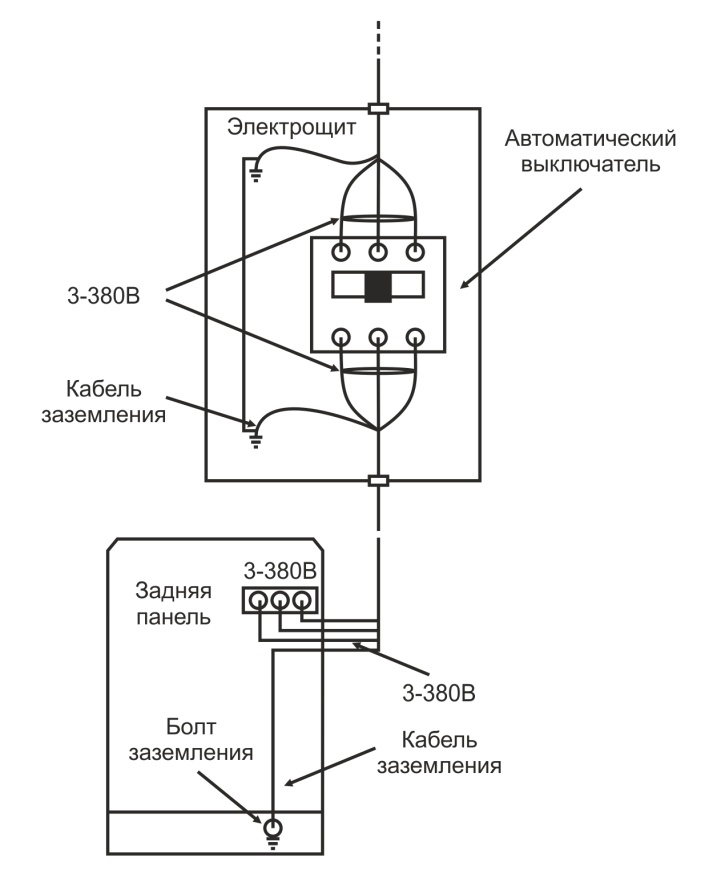 Электрощит
Автоматический
выключатель
3-380В
Кабель
заземления
3-380В
Задняя
панель
3-380В
Болт
заземления
Кабель
заземления